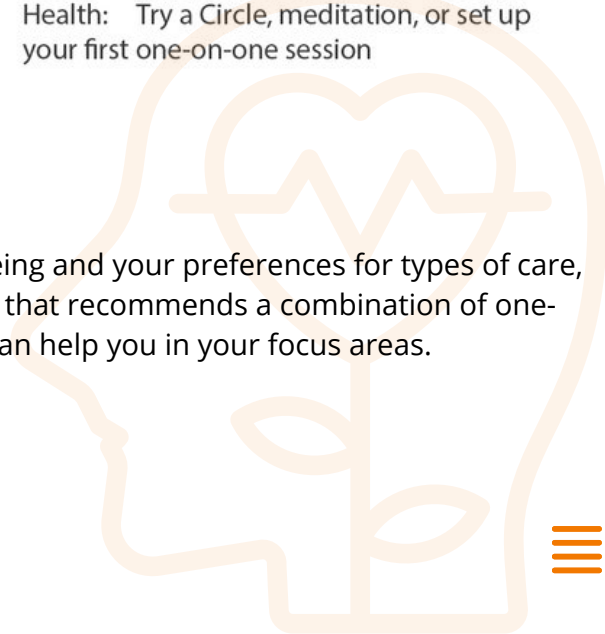 Health: Try a Circle, meditation, or set up
your first one-on-one session
eing and your preferences for types of care,
that recommends a combination of one-
an help you in your focus areas.